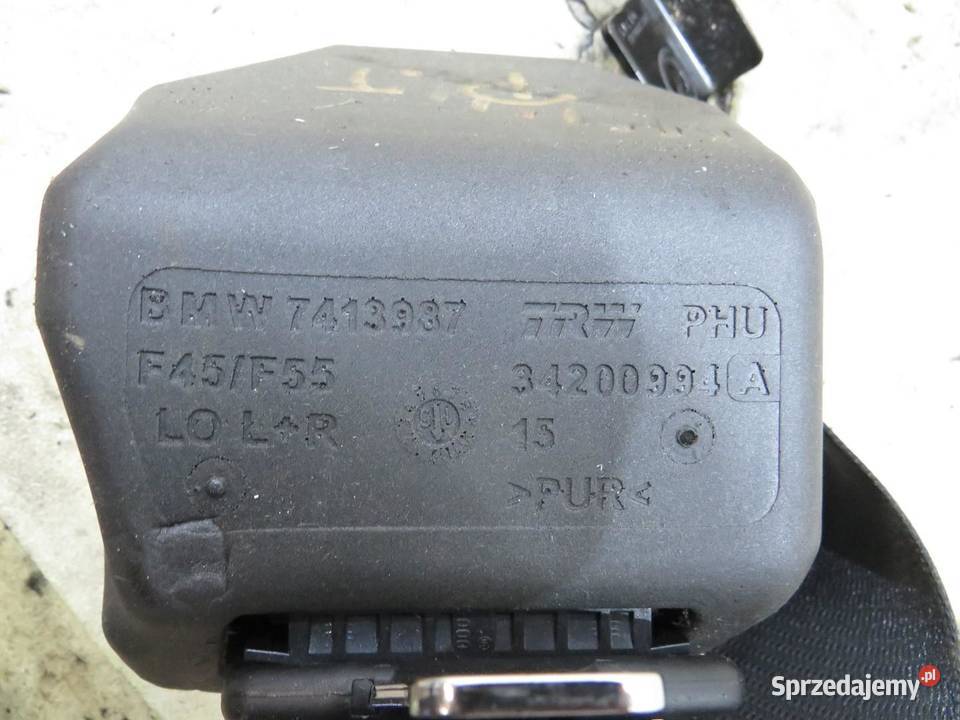 BMW 7413987 TRW PHU
F45/F55 34200994 A
LO L+R 15
>PUR<
Sprzedajemy.pl